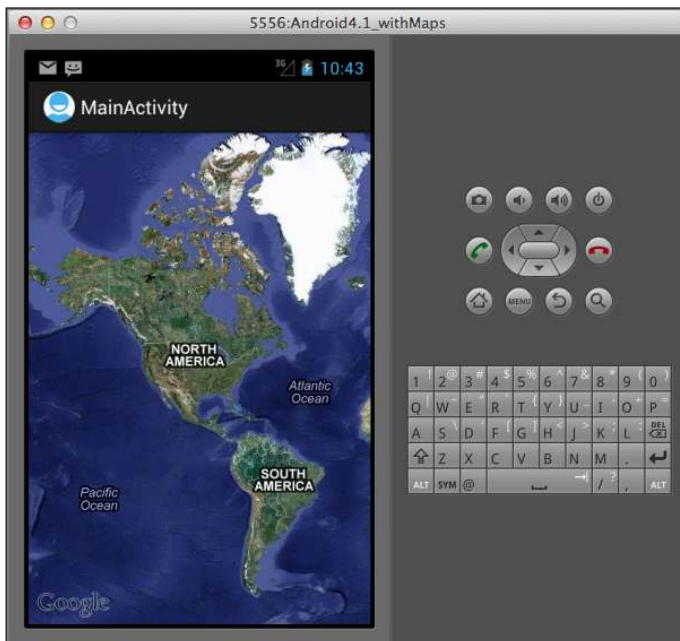 5556:Android4.1_withMaps
3G 10:43
MainActivity
NORTH
AMERICA
Atlantic
Ocean
SOUTH
AMERICA
Pacific
Ocean
Google
MENU
1 ! 2 @ 3 # 4 $ 5 % 6 ^ 7 & 8 * 9 ( 0 )
Q | W ~ E " R ` T { Y } U _ I - O + P =
A S \ D ' F [ G ] H < J > K ; L : DEL
Z X C V B N M .
ALT SYM @ / ? , ALT